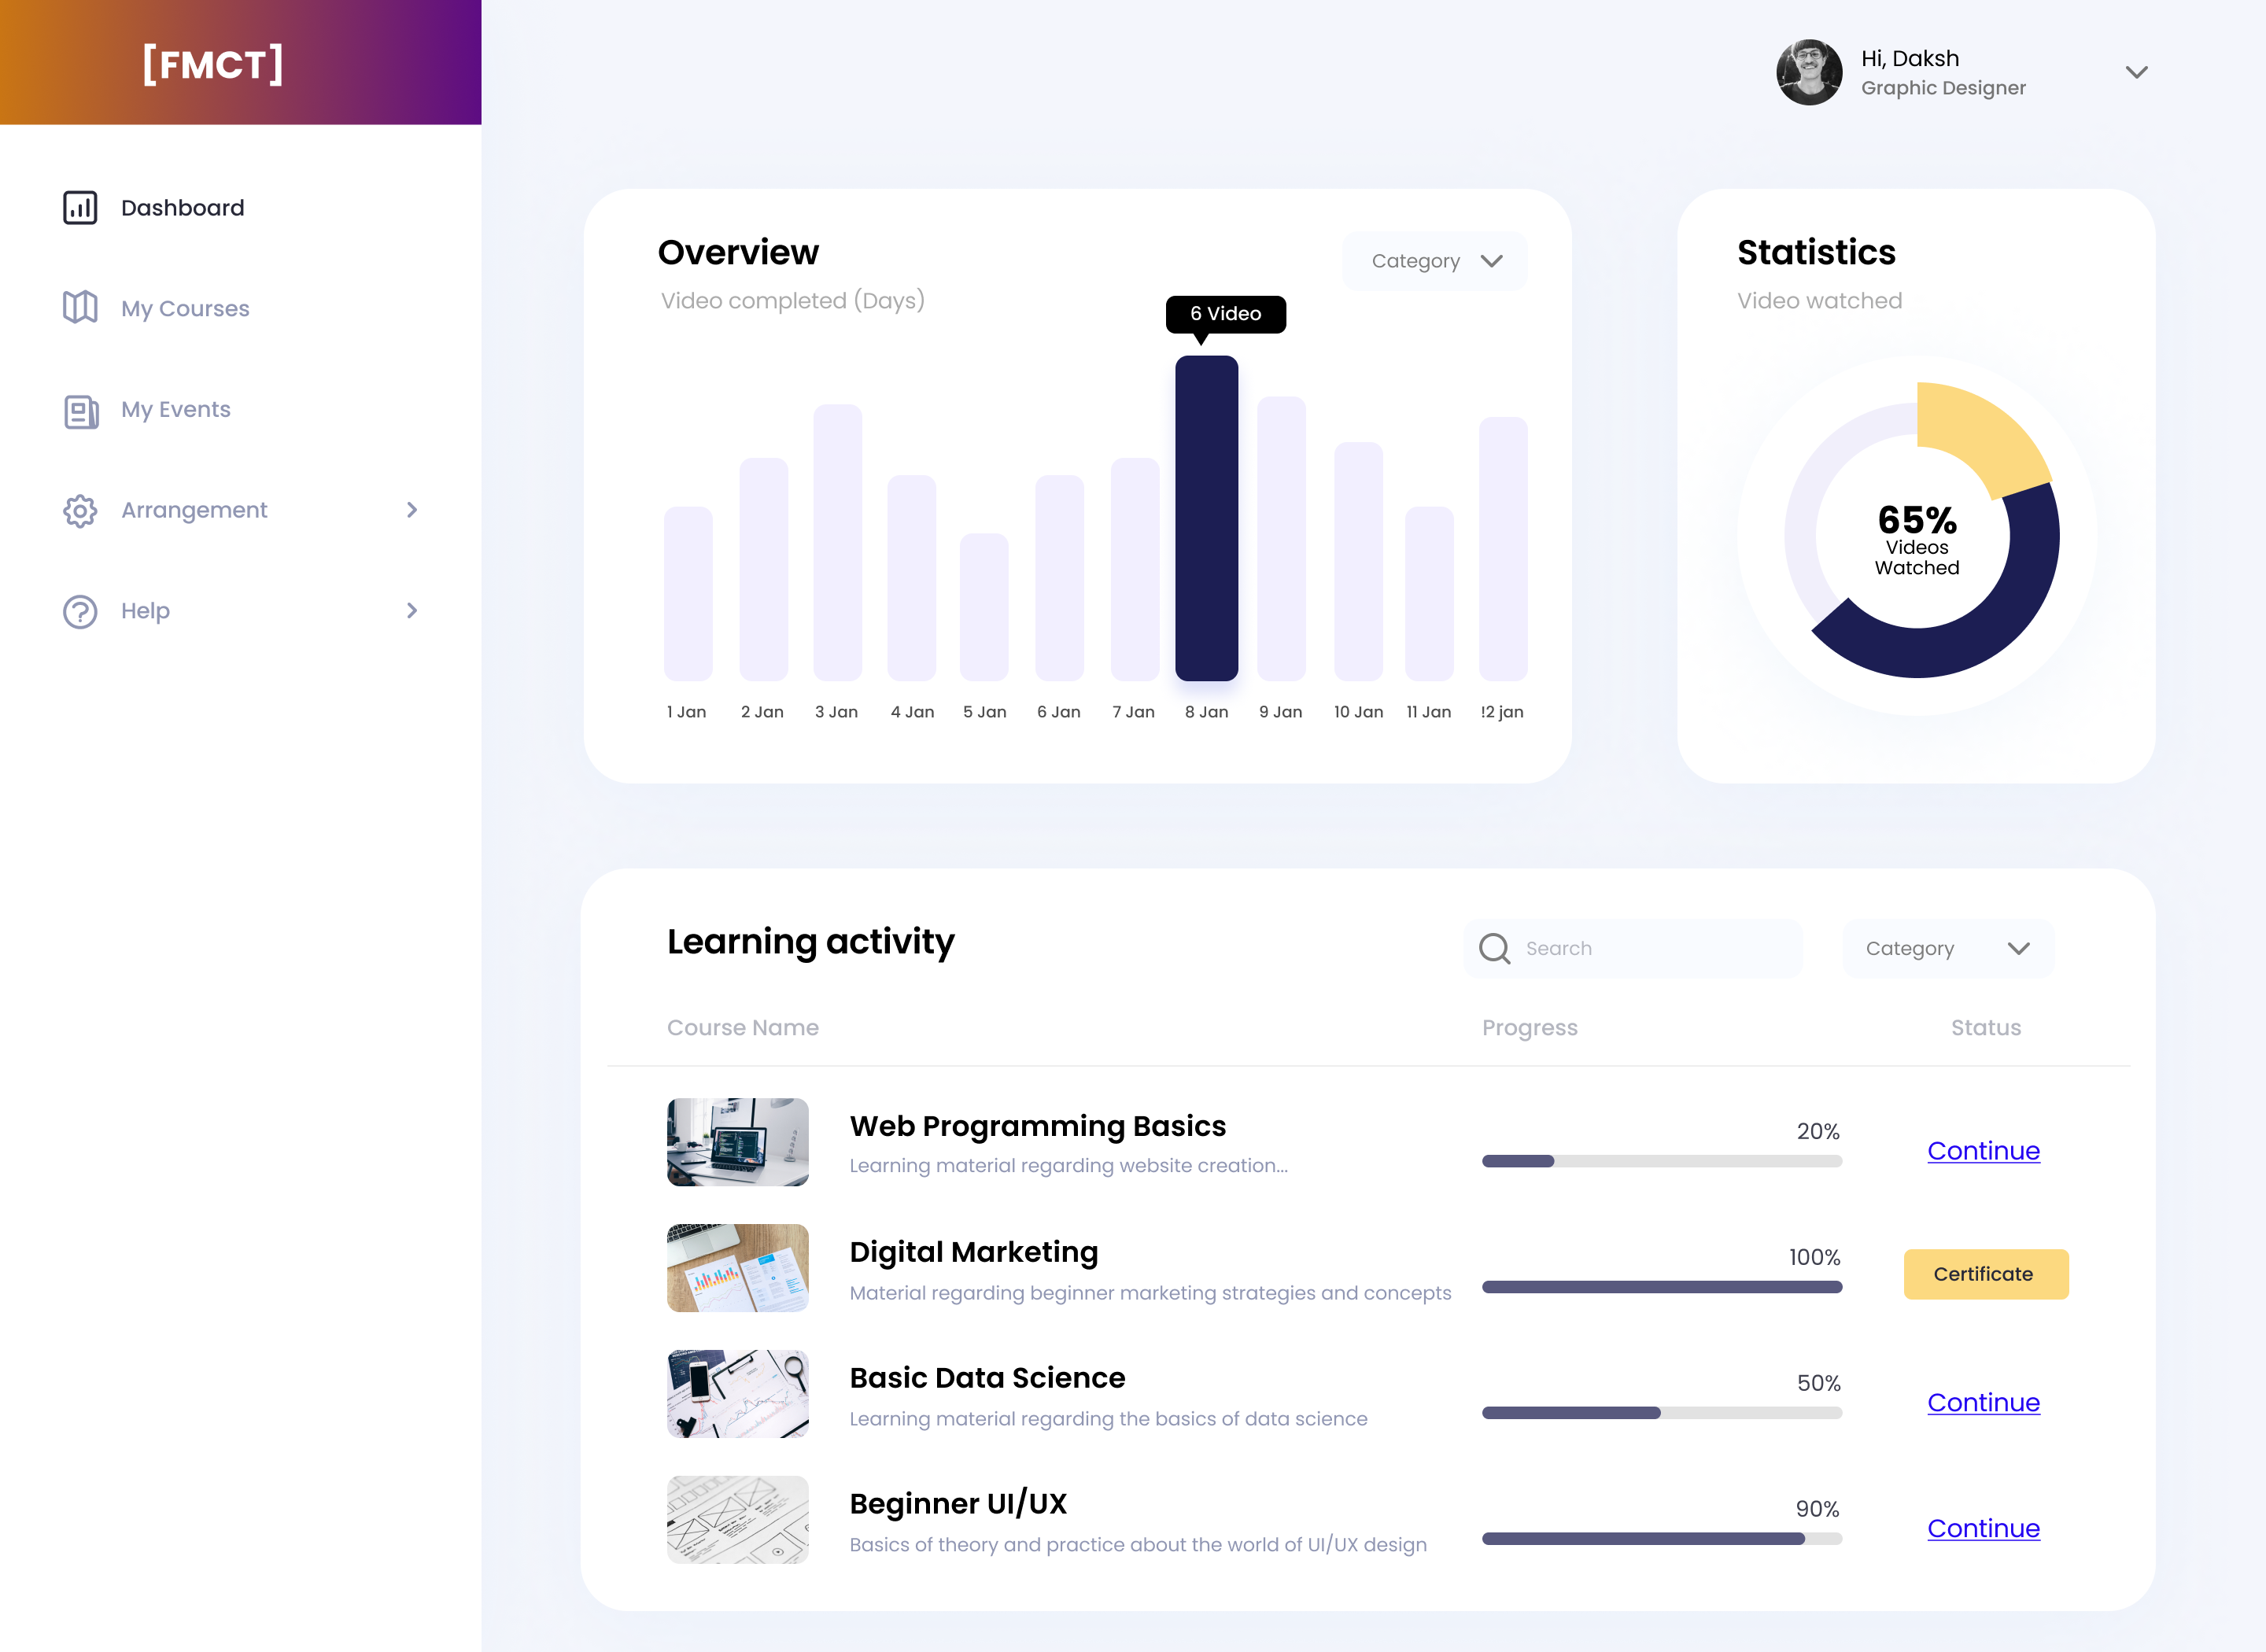 [FMCT]
Hi, Daksh
Graphic Designer
Dashboard
My Courses
My Events
Arrangement
Help
Overview
Category
Video completed (Days)
6 Video
1 Jan
2 Jan
3 Jan
4 Jan
5 Jan
6 Jan
7 Jan
8 Jan
9 Jan
10 Jan
11 Jan
!2 jan
Statistics
Video watched
65%
Videos
Watched
Learning activity
Search
Category
Course Name
Progress
Status
Web Programming Basics
Learning material regarding website creation...
20%
Continue
Digital Marketing
Material regarding beginner marketing strategies and concepts
100%
Certificate
Basic Data Science
Learning material regarding the basics of data science
50%
Continue
Beginner UI/UX
Basics of theory and practice about the world of UI/UX design
90%
Continue